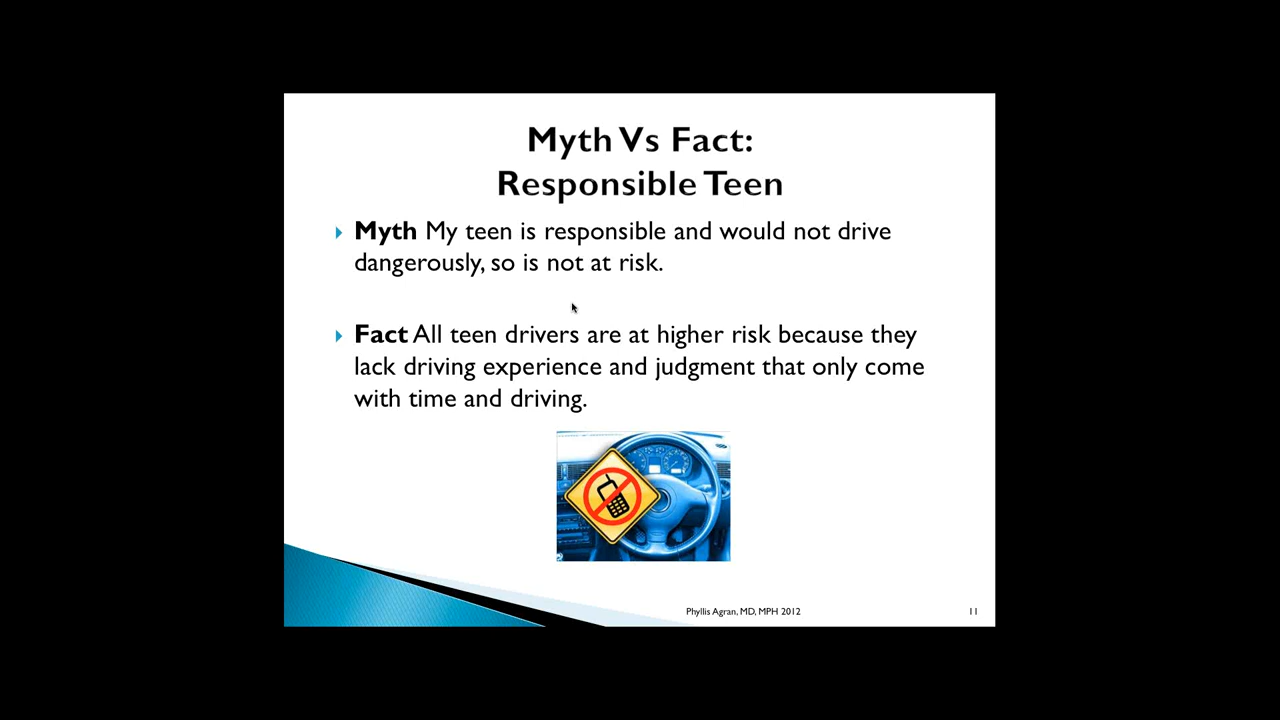 Myth Vs Fact:
Responsible Teen
Myth My teen is responsible and would not drive
dangerously, so is not at risk.
Fact All teen drivers are at higher risk because they
lack driving experience and judgment that only come
with time and driving.
Phyllis Agran, MD, MPH 2012
11